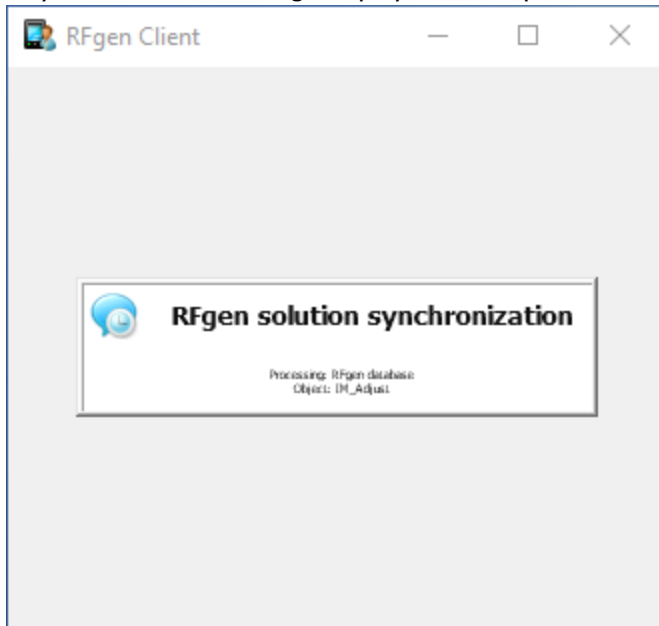 RFgen Client
RFgen solution synchronization
Processing: RFgen database
Object: IM_Adjust